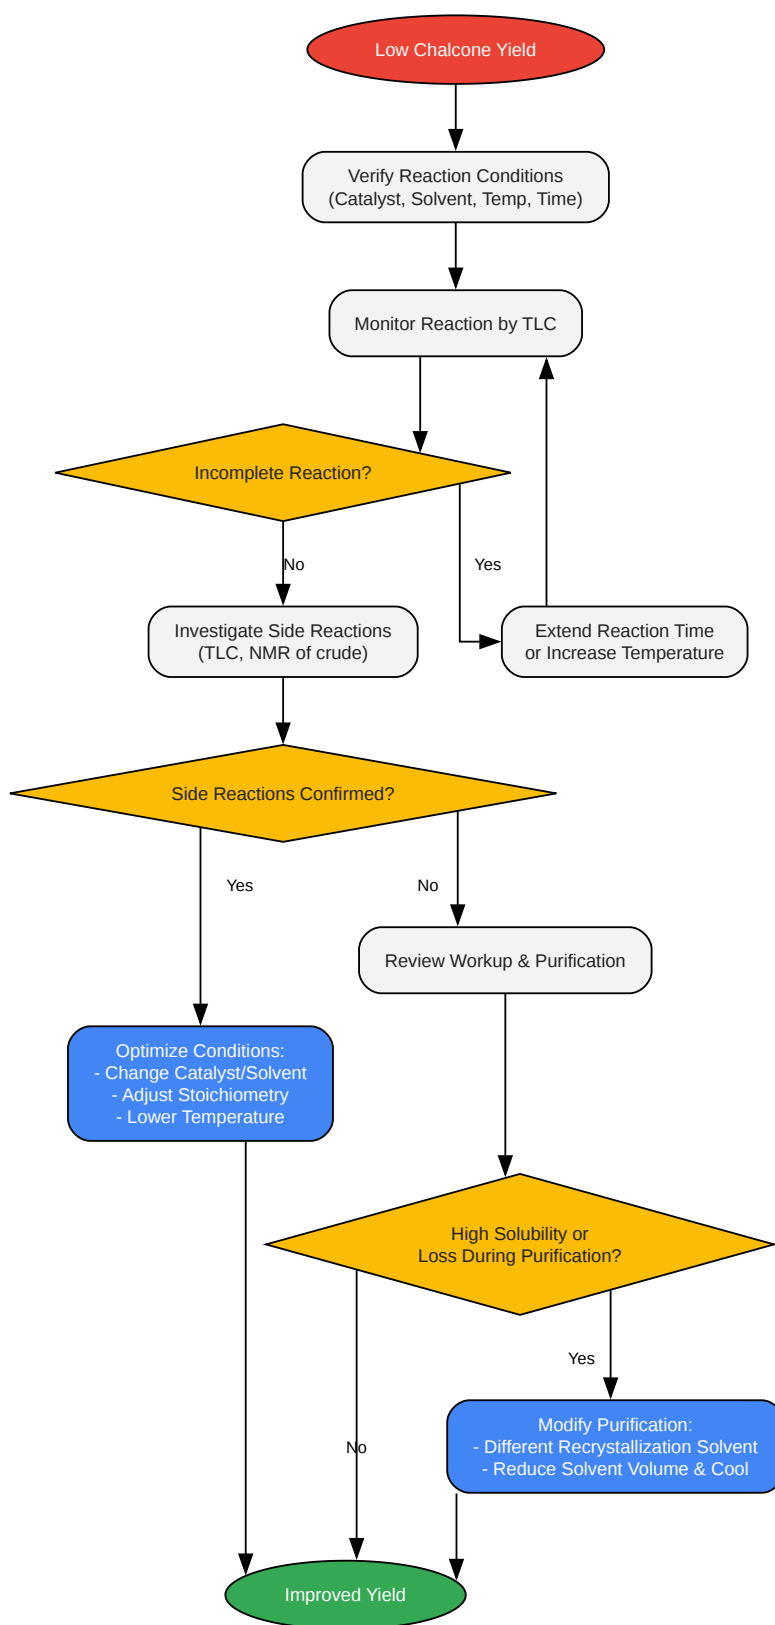 Low Chalcone Yield
Verify Reaction Conditions
(Catalyst, Solvent, Temp, Time)
Monitor Reaction by TLC
Incomplete Reaction?
No
Yes
Investigate Side Reactions
(TLC, NMR of crude)
Extend Reaction Time
or Increase Temperature
Side Reactions Confirmed?
Yes
No
Review Workup & Purification
Optimize Conditions:
- Change Catalyst/Solvent
- Adjust Stoichiometry
- Lower Temperature
High Solubility or
Loss During Purification?
Yes
No
Modify Purification:
- Different Recrystallization Solvent
- Reduce Solvent Volume & Cool
Improved Yield